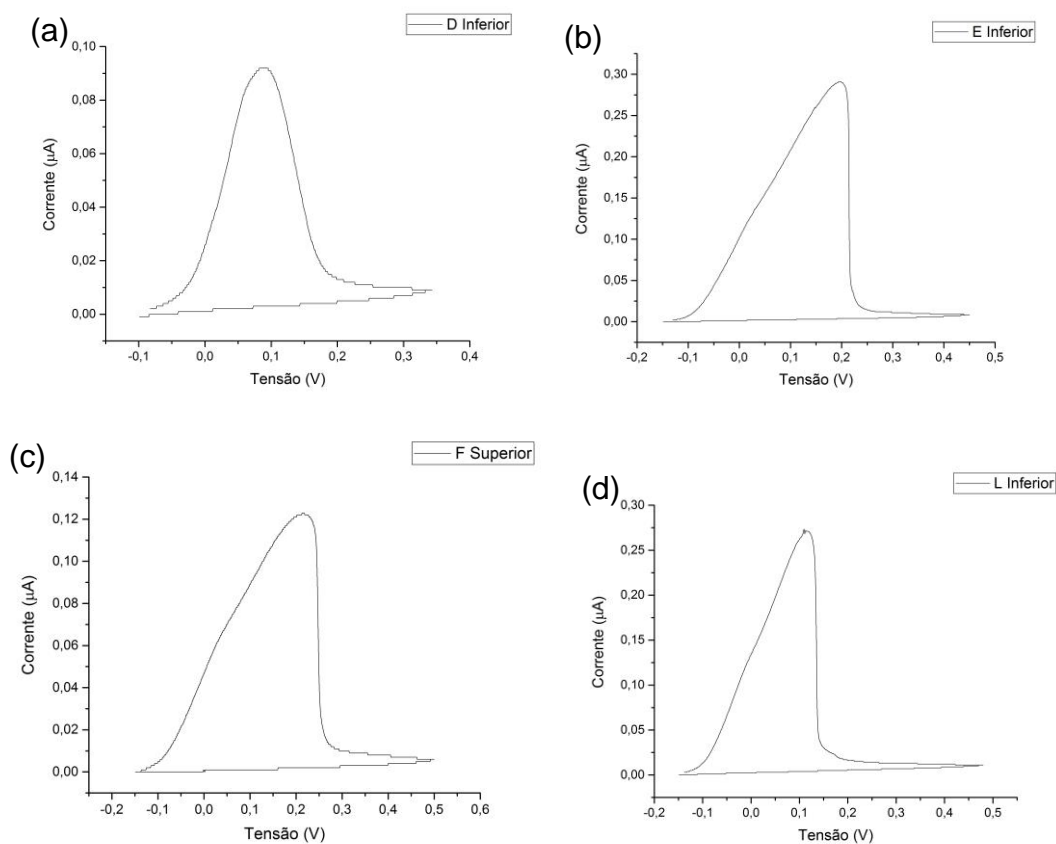 (a)
D Inferior
0,10
0,08
0,06
0,04
0,02
0,00
Corrente (μA)
-0,1 0,0 0,1 0,2 0,3 0,4
Tensão (V)
(b)
E Inferior
0,30
0,25
0,20
0,15
0,10
0,05
0,00
Corrente (μA)
-0,2 -0,1 0,0 0,1 0,2 0,3 0,4 0,5
Tensão (V)
(c)
F Superior
0,14
0,12
0,10
0,08
0,06
0,04
0,02
0,00
Corrente (μA)
-0,2 -0,1 0,0 0,1 0,2 0,3 0,4 0,5 0,6
Tensão (V)
(d)
L Inferior
0,30
0,25
0,20
0,15
0,10
0,05
0,00
Corrente (μA)
-0,2 -0,1 0,0 0,1 0,2 0,3 0,4 0,5
Tensão (V)